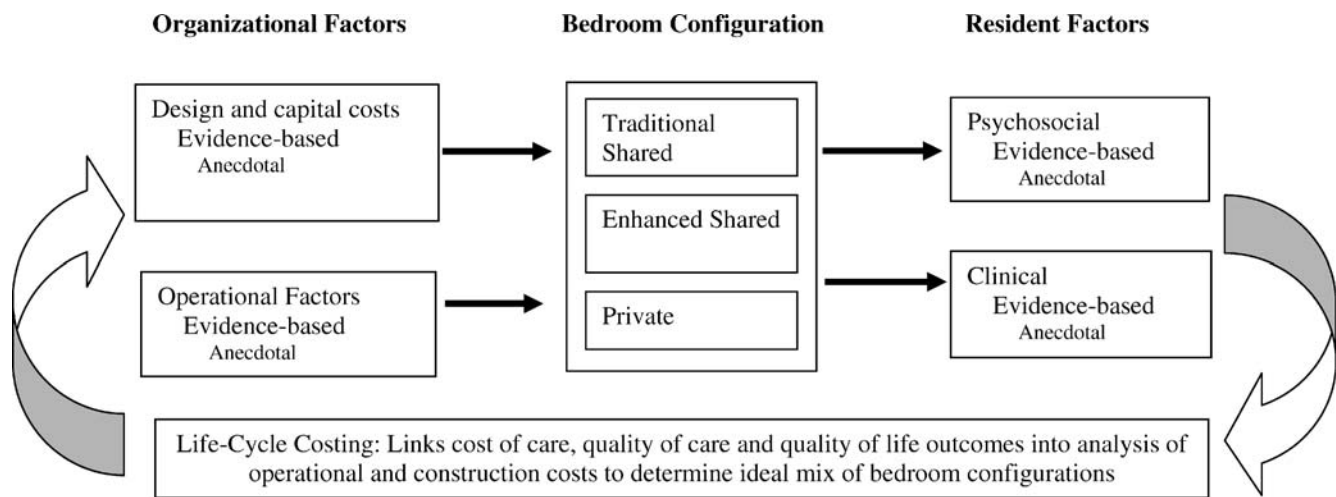 Organizational Factors
Bedroom Configuration
Resident Factors
Design and capital costs
Evidence-based
Anecdotal
Operational Factors
Evidence-based
Anecdotal
Traditional
Shared
Enhanced Shared
Private
Psychosocial
Evidence-based
Anecdotal
Clinical
Evidence-based
Anecdotal
Life-Cycle Costing: Links cost of care, quality of care and quality of life outcomes into analysis of
operational and construction costs to determine ideal mix of bedroom configurations